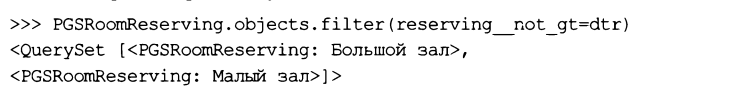 >>> PGSRoomReserving.objects.filter(reserving__not_gt=dtr)
<QuerySet [<PGSRoomReserving: Большой зал>,
<PGSRoomReserving: Малый зал>]>